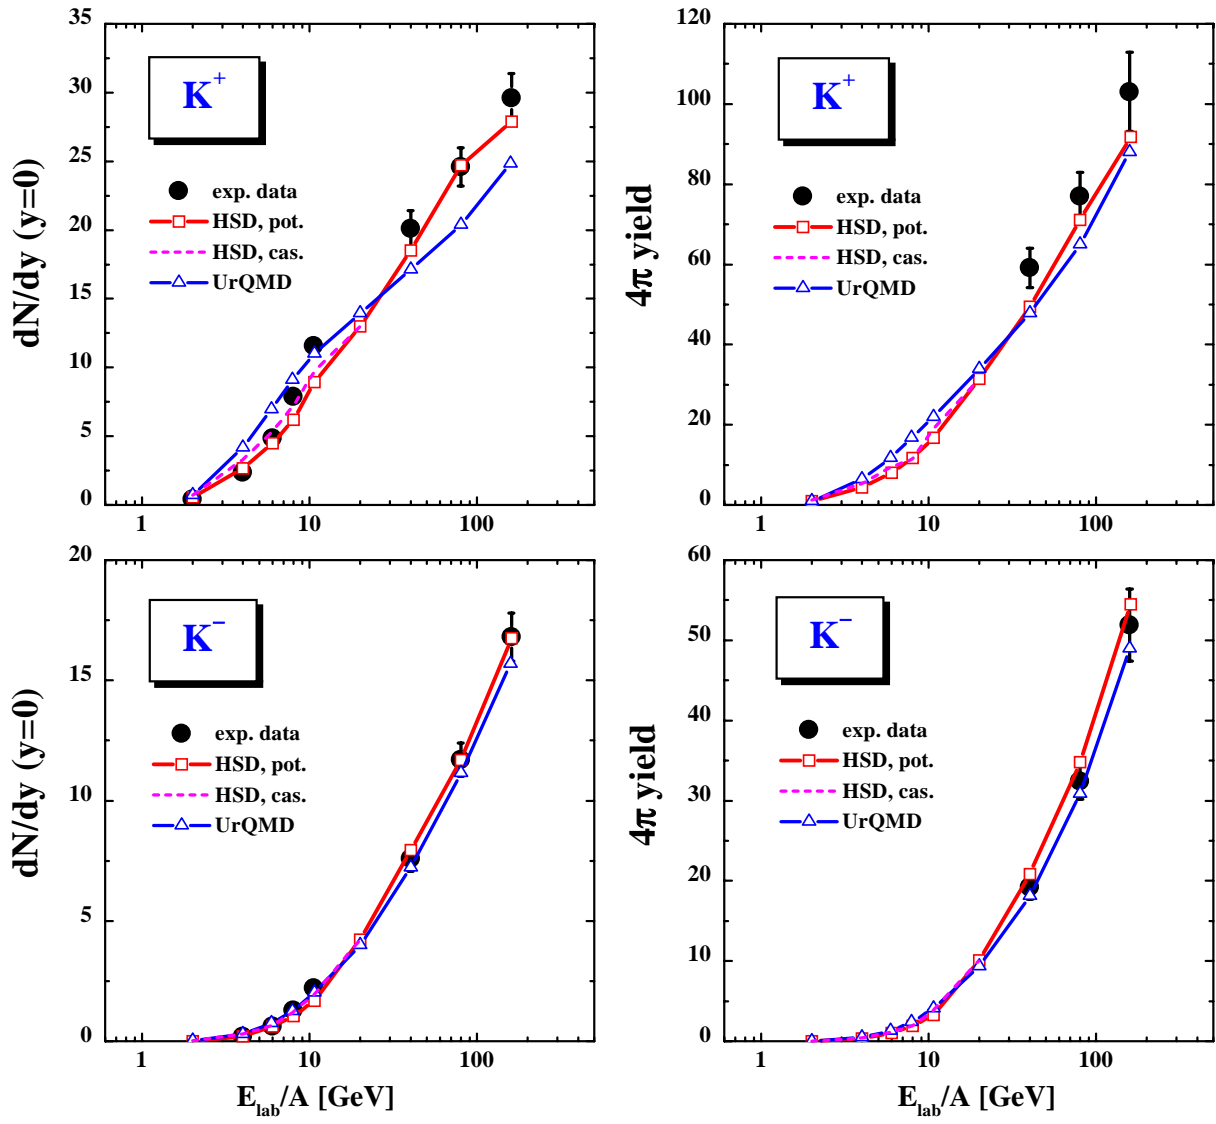 35
30
25
20
15
10
5
0
dN/dy (y=0)
K⁺
exp. data
HSD, pot.
HSD, cas.
UrQMD
1
10
100
120
100
80
60
40
20
0
4π yield
K⁺
exp. data
HSD, pot.
HSD, cas.
UrQMD
1
10
100
20
15
10
5
0
dN/dy (y=0)
K⁻
exp. data
HSD, pot.
HSD, cas.
UrQMD
1
10
100
E_lab/A [GeV]
60
50
40
30
20
10
0
4π yield
K⁻
exp. data
HSD, pot.
HSD, cas.
UrQMD
1
10
100
E_lab/A [GeV]